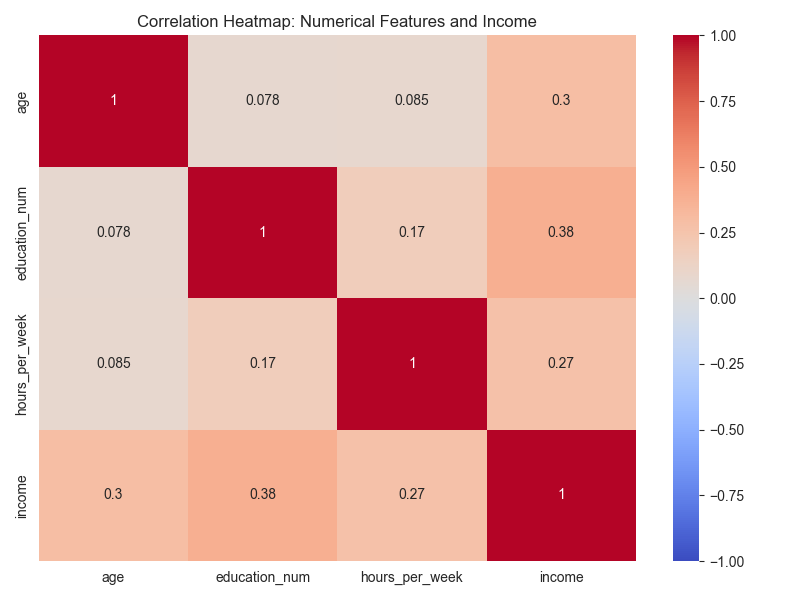 Correlation Heatmap: Numerical Features and Income
age
1
0.078
0.085
0.3
education_num
0.078
1
0.17
0.38
hours_per_week
0.085
0.17
1
0.27
income
0.3
0.38
0.27
1
age
education_num
hours_per_week
income
1.00
0.75
0.50
0.25
0.00
−0.25
−0.50
−0.75
−1.00